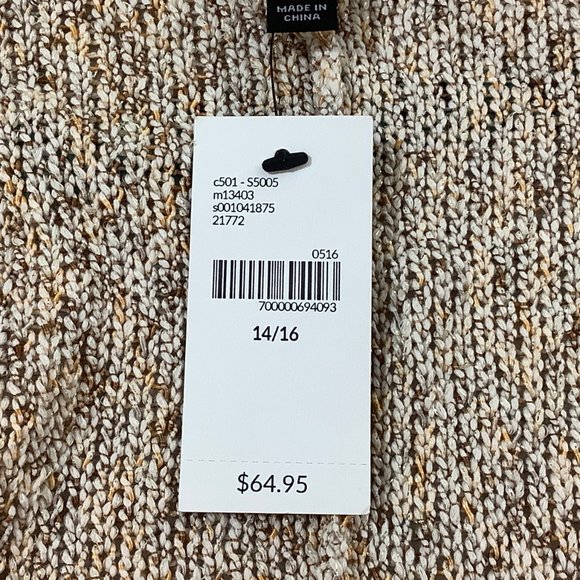 MADE IN
CHINA
c501 - S5005
m13403
s001041875
21772
0516
700000694093
14/16
$64.95